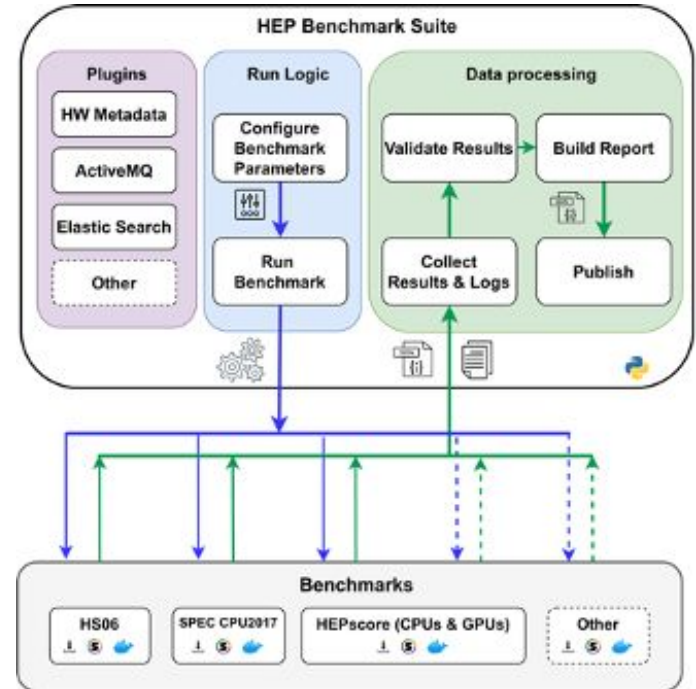 HEP Benchmark Suite
Plugins
HW Metadata
ActiveMQ
Elastic Search
Other
Run Logic
Configure
Benchmark
Parameters
Run
Benchmark
Data processing
Validate Results
Build Report
Collect
Results & Logs
Publish
Benchmarks
HS06
SPEC CPU2017
HEPscore (CPUs & GPUs)
Other